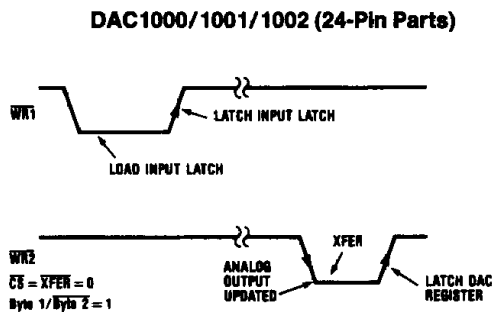 DAC1000/1001/1002 (24-Pin Parts)
WR1
LATCH INPUT LATCH
LOAD INPUT LATCH
WR2
CS = XFER = 0
Byte 1/Byte 2 = 1
ANALOG
OUTPUT
UPDATED
XFER
LATCH DAC
REGISTER